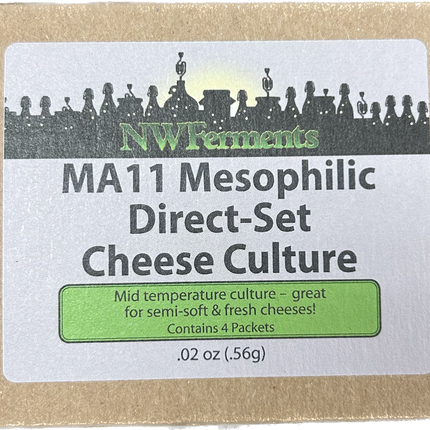 NWFerments
MA11 Mesophilic
Direct-Set
Cheese Culture
Mid temperature culture – great
for semi-soft & fresh cheeses!
Contains 4 Packets
.02 oz (.56g)